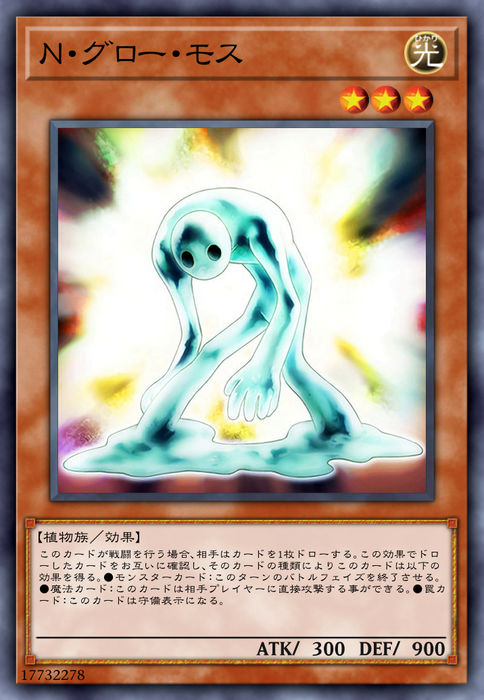 N・グロー・モス
ひかり
光
【植物族／効果】
このカードが戦闘を行う場合、相手はカードを1枚ドローする。この効果でドロ
ーしたカードをお互いに確認し、そのカードの種類によりこのカードは以下の
効果を得る。●モンスターカード：このターンのバトルフェイズを終了させる。
●魔法カード：このカードは相手プレイヤーに直接攻撃する事ができる。●罠カ
ード：このカードは守備表示になる。
ATK/ 300 DEF/ 900
17732278